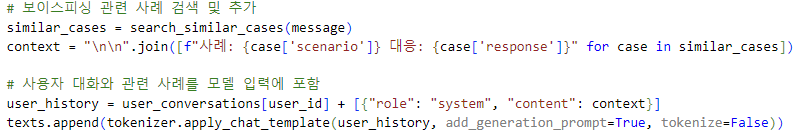 # 보이스피싱 관련 사례 검색 및 추가
similar_cases = search_similar_cases(message)
context = "\n\n".join([f"사례: {case['scenario']} 대응: {case['response']}" for case in similar_cases])
# 사용자 대화와 관련 사례를 모델 입력에 포함
user_history = user_conversations[user_id] + [{"role": "system", "content": context}]
texts.append(tokenizer.apply_chat_template(user_history, add_generation_prompt=True, tokenize=False))